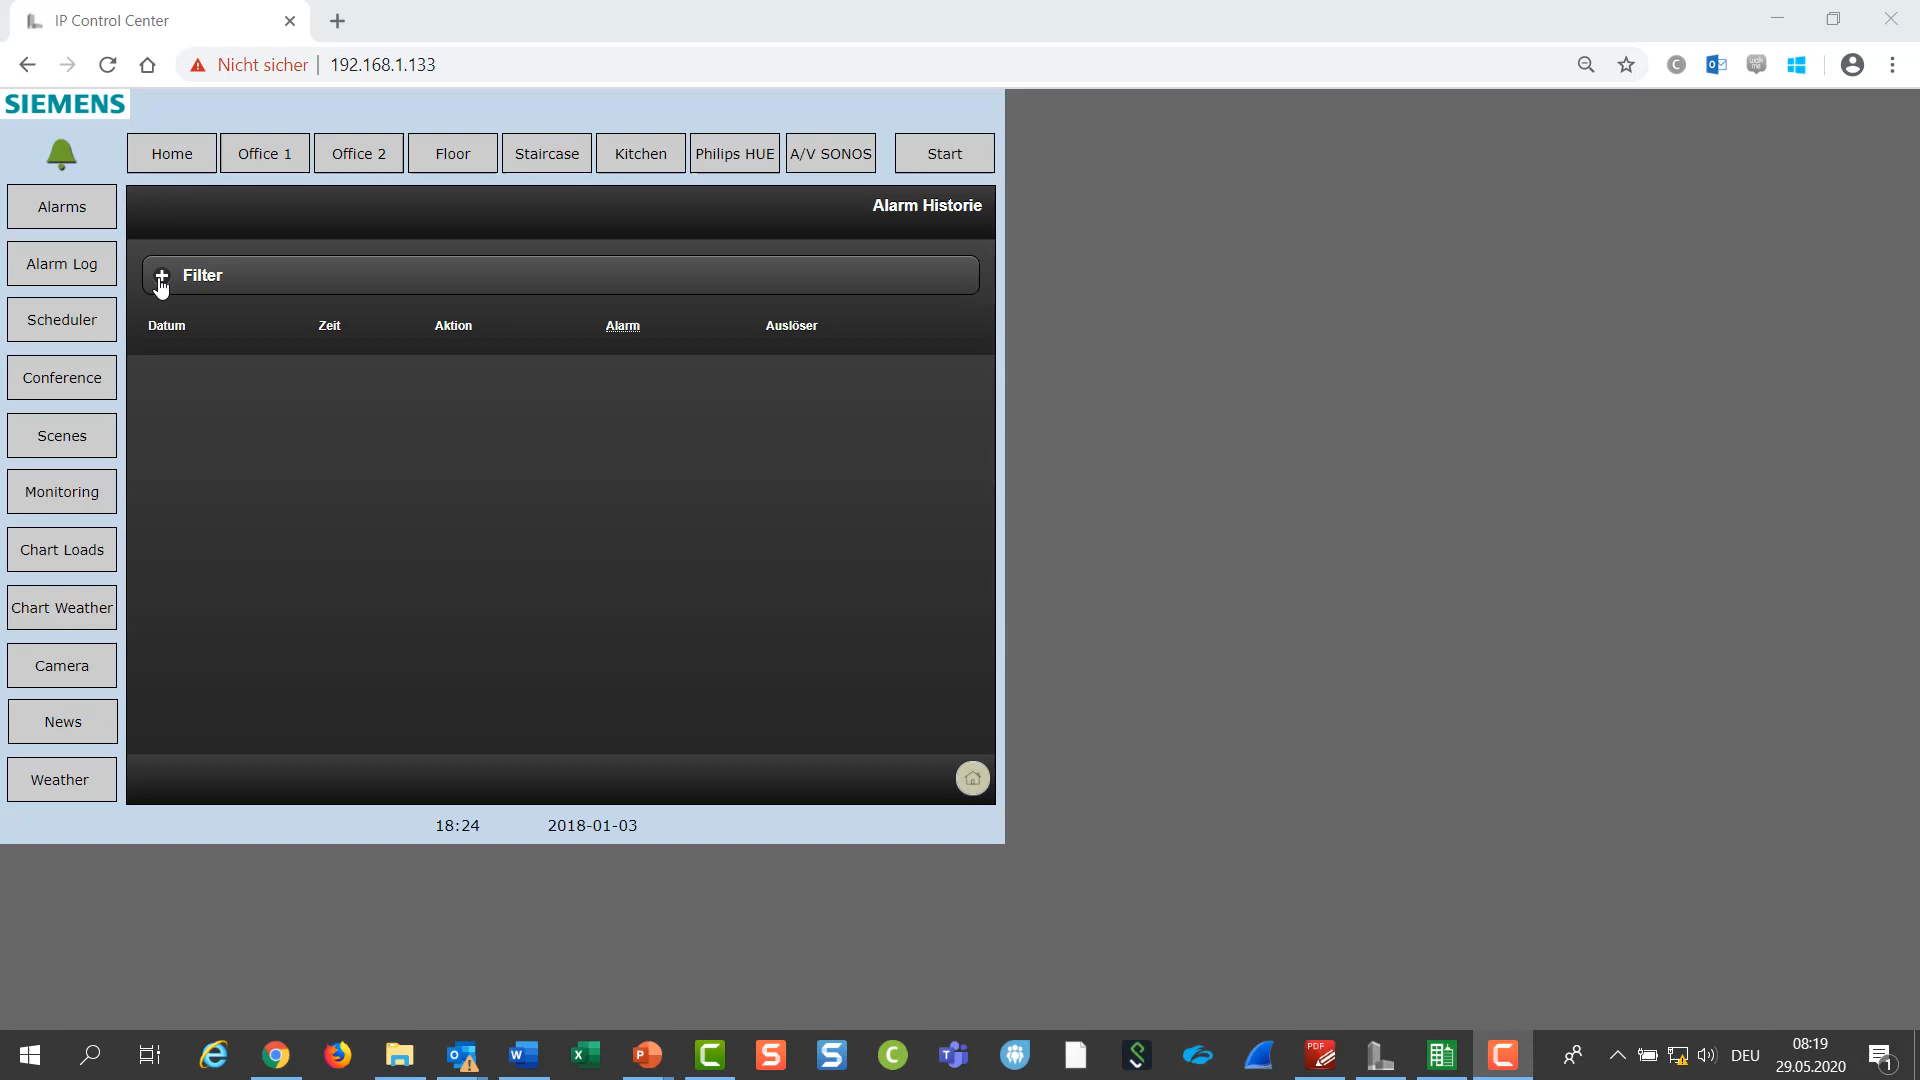 IP Control Center
Nicht sicher
192.168.1.133
SIEMENS
Home
Office 1
Office 2
Floor
Staircase
Kitchen
Philips HUE
A/V SONOS
Start
Alarms
Alarm Log
Scheduler
Conference
Scenes
Monitoring
Chart Loads
Chart Weather
Camera
News
Weather
Alarm Historie
Filter
Datum
Zeit
Aktion
Alarm
Auslöser
18:24
2018-01-03
DEU
08:19
29.05.2020
1